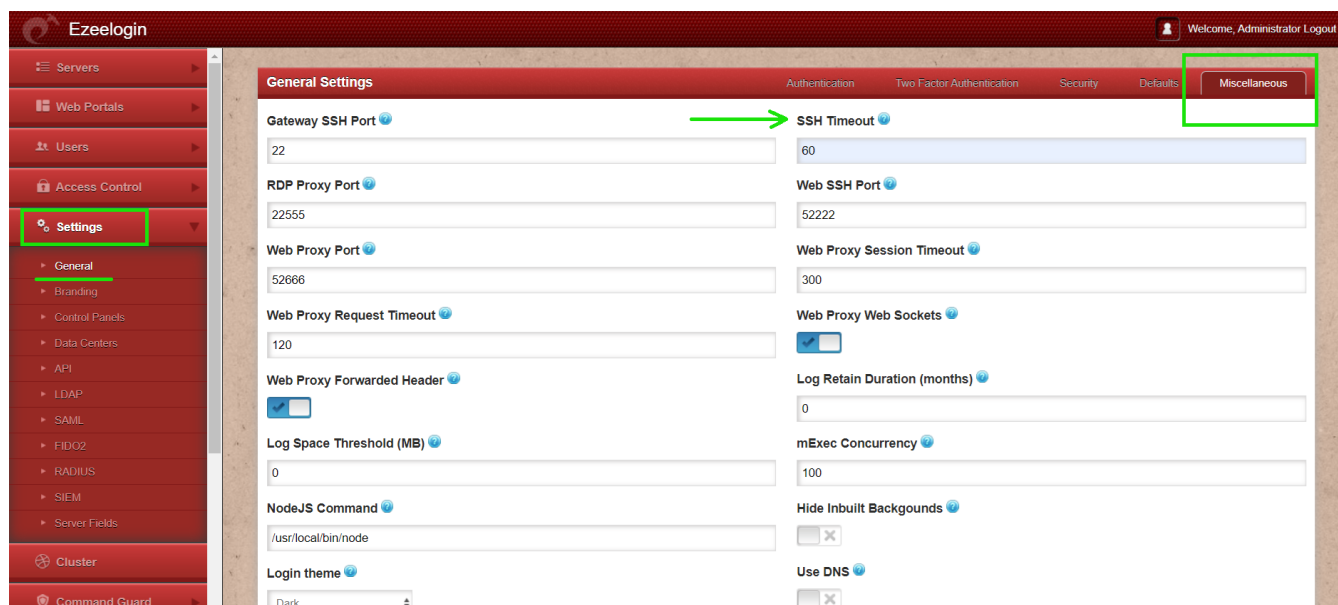 Ezeelogin
Welcome, Administrator Logout
Servers
Web Portals
Users
Access Control
Settings
General
Branding
Control Panels
Data Centers
API
LDAP
SAML
FIDO2
RADIUS
SIEM
Server Fields
Cluster
Command Guard
General Settings
Authentication
Two Factor Authentication
Security
Defaults
Miscellaneous
Gateway SSH Port
22
SSH Timeout
60
RDP Proxy Port
22555
Web SSH Port
52222
Web Proxy Port
52666
Web Proxy Session Timeout
300
Web Proxy Request Timeout
120
Web Proxy Web Sockets
Web Proxy Forwarded Header
Log Retain Duration (months)
0
Log Space Threshold (MB)
0
mExec Concurrency
100
NodeJS Command
/usr/local/bin/node
Hide Inbuilt Backgounds
Login theme
Dark
Use DNS